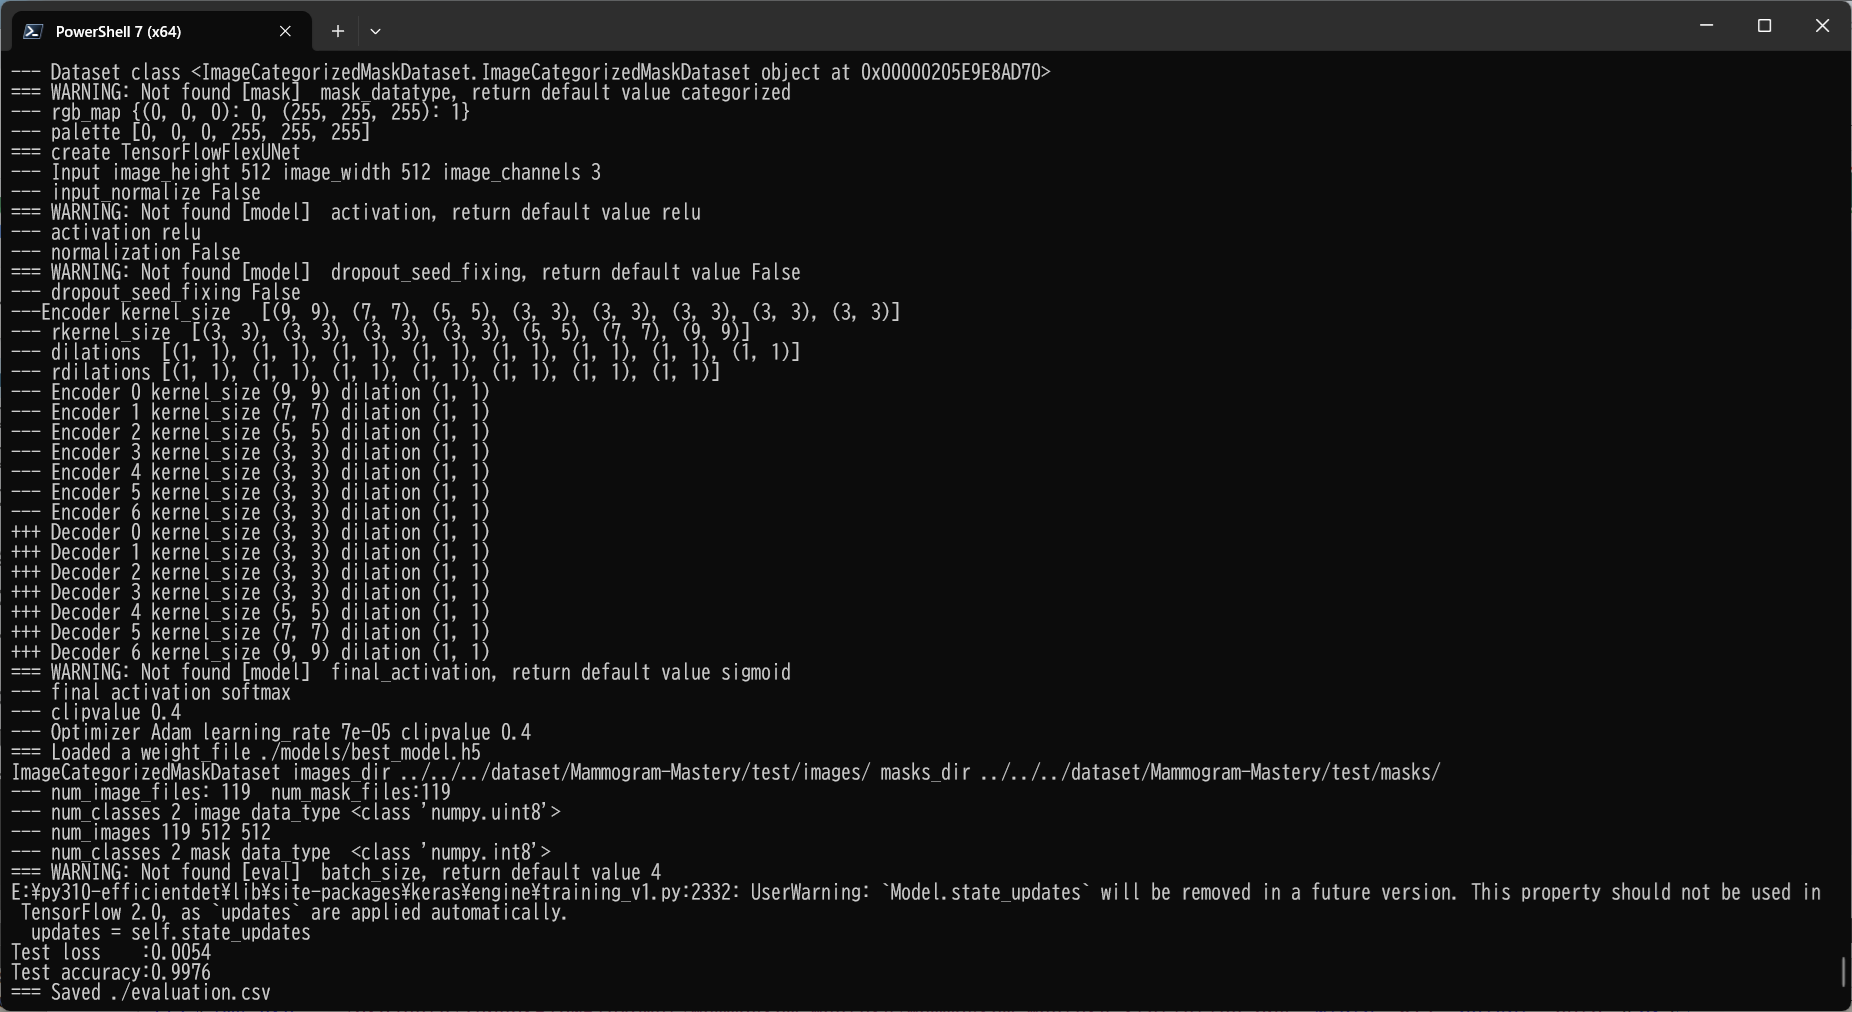 PowerShell 7 (x64)
--- Dataset class <ImageCategorizedMaskDataset.ImageCategorizedMaskDataset object at 0x00000205E9E8AD70>
=== WARNING: Not found [mask]  mask_datatype, return default value categorized
--- rgb_map {(0, 0, 0): 0, (255, 255, 255): 1}
--- palette [0, 0, 0, 255, 255, 255]
=== create TensorFlowFlexUNet
--- Input image_height 512 image_width 512 image_channels 3
--- input_normalize False
=== WARNING: Not found [model]  activation, return default value relu
--- activation relu
--- normalization False
=== WARNING: Not found [model]  dropout_seed_fixing, return default value False
--- dropout_seed_fixing False
---Encoder kernel_size   [(9, 9), (7, 7), (5, 5), (3, 3), (3, 3), (3, 3), (3, 3), (3, 3)]
--- rkernel_size  [(3, 3), (3, 3), (3, 3), (3, 3), (5, 5), (7, 7), (9, 9)]
--- dilations  [(1, 1), (1, 1), (1, 1), (1, 1), (1, 1), (1, 1), (1, 1), (1, 1)]
--- rdilations [(1, 1), (1, 1), (1, 1), (1, 1), (1, 1), (1, 1), (1, 1)]
--- Encoder 0 kernel_size (9, 9) dilation (1, 1)
--- Encoder 1 kernel_size (7, 7) dilation (1, 1)
--- Encoder 2 kernel_size (5, 5) dilation (1, 1)
--- Encoder 3 kernel_size (3, 3) dilation (1, 1)
--- Encoder 4 kernel_size (3, 3) dilation (1, 1)
--- Encoder 5 kernel_size (3, 3) dilation (1, 1)
--- Encoder 6 kernel_size (3, 3) dilation (1, 1)
+++ Decoder 0 kernel_size (3, 3) dilation (1, 1)
+++ Decoder 1 kernel_size (3, 3) dilation (1, 1)
+++ Decoder 2 kernel_size (3, 3) dilation (1, 1)
+++ Decoder 3 kernel_size (3, 3) dilation (1, 1)
+++ Decoder 4 kernel_size (5, 5) dilation (1, 1)
+++ Decoder 5 kernel_size (7, 7) dilation (1, 1)
+++ Decoder 6 kernel_size (9, 9) dilation (1, 1)
=== WARNING: Not found [model]  final_activation, return default value sigmoid
--- final activation softmax
--- clipvalue 0.4
--- Optimizer Adam learning_rate 7e-05 clipvalue 0.4
=== Loaded a weight_file ./models/best_model.h5
ImageCategorizedMaskDataset images_dir ../../../dataset/Mammogram-Mastery/test/images/ masks_dir ../../../dataset/Mammogram-Mastery/test/masks/
--- num_image_files: 119  num_mask_files:119
--- num_classes 2 image data_type <class 'numpy.uint8'>
--- num_images 119 512 512
--- num_classes 2 mask data_type  <class 'numpy.int8'>
=== WARNING: Not found [eval]  batch_size, return default value 4
E:¥py310-efficientdet¥lib¥site-packages¥keras¥engine¥training_v1.py:2332: UserWarning: `Model.state_updates` will be removed in a future version. This property should not be used in
 TensorFlow 2.0, as `updates` are applied automatically.
  updates = self.state_updates
Test loss    :0.0054
Test accuracy:0.9976
=== Saved ./evaluation.csv